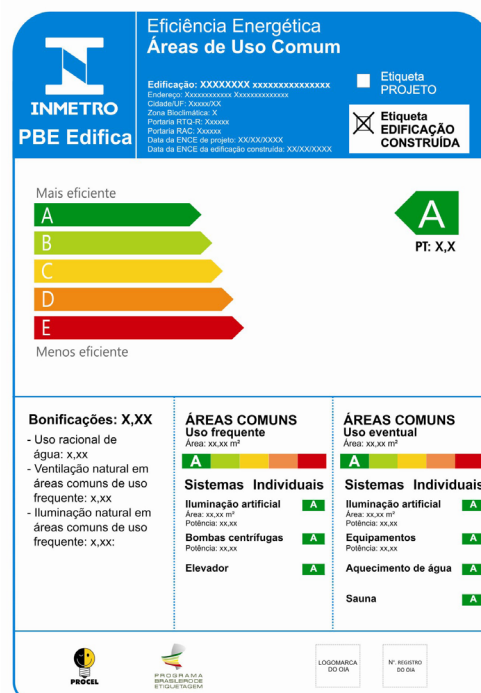 Eficiência Energética
Áreas de Uso Comum
INMETRO
PBE Edifica
Edificação: XXXXXXXX xxxxxxxxxxxxxxx
Endereço: Xxxxxxxxxxxx Xxxxxxxxxxxxxx
Cidade/UF: Xxxxx/XX
Zona Bioclimática: X
Portaria RTQ-R: Xxxxxx
Portaria RAC: Xxxxxx
Data da ENCE de projeto: XX/XX/XXXX
Data da ENCE da edificação construída: XX/XX/XXXX
Etiqueta
PROJETO
Etiqueta
EDIFICAÇÃO
CONSTRUÍDA
Mais eficiente
A
B
C
D
E
Menos eficiente
A
PT: X,X
Bonificações: X,XX
- Uso racional de
água: x,xx
- Ventilação natural em
áreas comuns de uso
frequente: x,xx
- Iluminação natural em
áreas comuns de uso
frequente: x,xx:
ÁREAS COMUNS
Uso frequente
Área: xx,xx m²
A
Sistemas Individuais
Iluminação artificial A
Área: xx,xx m²
Potência: xx,xx
Bombas centrífugas A
Potência: xx,xx
Elevador A
ÁREAS COMUNS
Uso eventual
Área: xx,xx m²
A
Sistemas Individuais
Iluminação artificial A
Área: xx,xx m²
Potência: xx,xx
Equipamentos A
Potência: xx,xx
Aquecimento de água A
Sauna A
PROCEL
PROGRAMA
BRASILEIRO DE
ETIQUETAGEM
LOGOMARCA
DO OIA
N°. REGISTRO
DO OIA